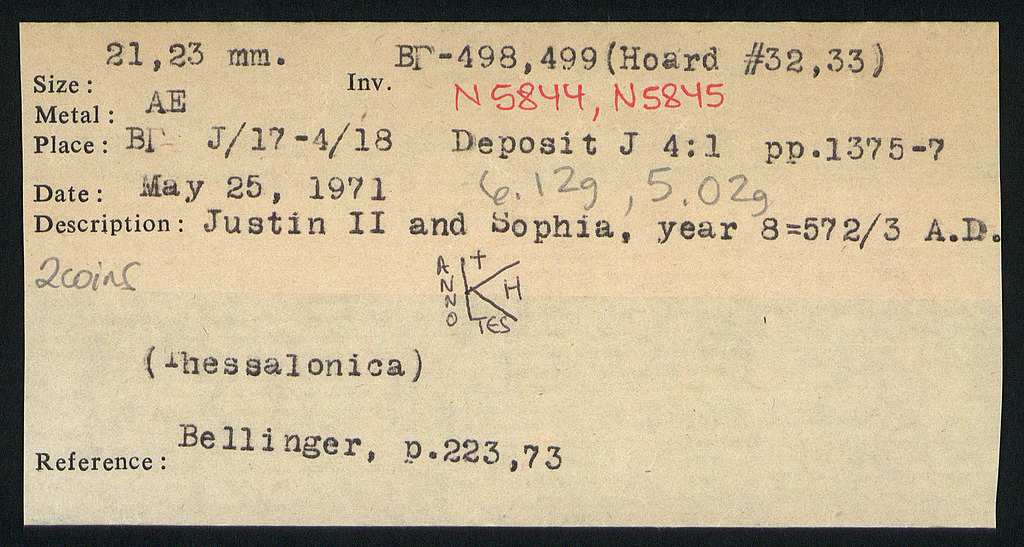 21,23 mm. BΓ-498,499(Hoard #32,33)
Size: Inv.
N5844, N5845
Metal: AE
Place: BΓ J/17-4/18 Deposit J 4:1 pp.1375-7
Date: May 25, 1971 6.12g, 5.02g
Description: Justin II and Sophia, year 8=572/3 A.D.
2coins
ANNO + K H TES
(Thessalonica)
Reference: Bellinger, p.223,73